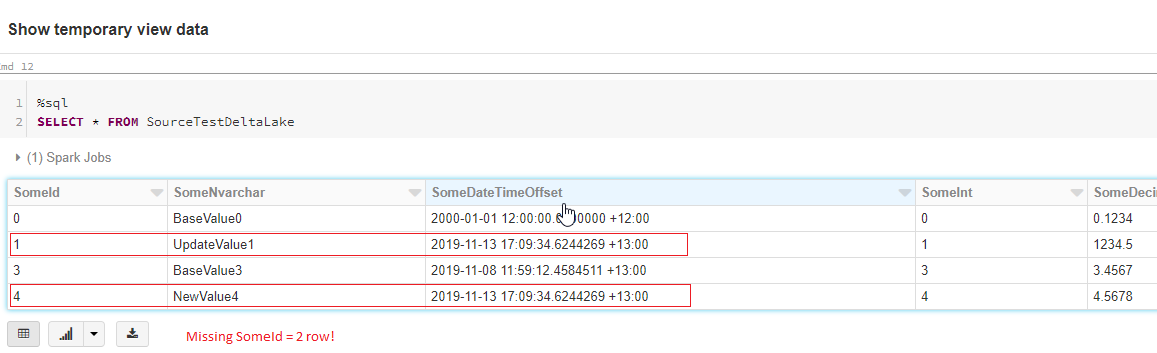 Show temporary view data
md 12
1 %sql
2 SELECT * FROM SourceTestDeltaLake
(1) Spark Jobs
SomeId SomeNvarchar SomeDateTimeOffset SomeInt SomeDeci
0 BaseValue0 2000-01-01 12:00:00. 00000 +12:00 0 0.1234
1 UpdateValue1 2019-11-13 17:09:34.6244269 +13:00 1 1234.5
3 BaseValue3 2019-11-08 11:59:12.4584511 +13:00 3 3.4567
4 NewValue4 2019-11-13 17:09:34.6244269 +13:00 4 4.5678
Missing SomeId = 2 row!